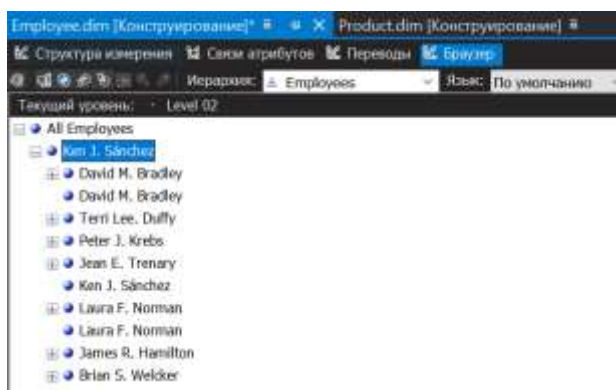 Employee.dim [Конструирование]* Product.dim [Конструирование]
Структура измерения Связи атрибутов Переводы Браузер
Иерархия: Employees Язык: По умолчанию
Текущий уровень: Level 02
All Employees
Ken J. Sánchez
David M. Bradley
David M. Bradley
Terri Lee. Duffy
Peter J. Krebs
Jean E. Trenary
Ken J. Sánchez
Laura F. Norman
Laura F. Norman
James R. Hamilton
Brian S. Welcker